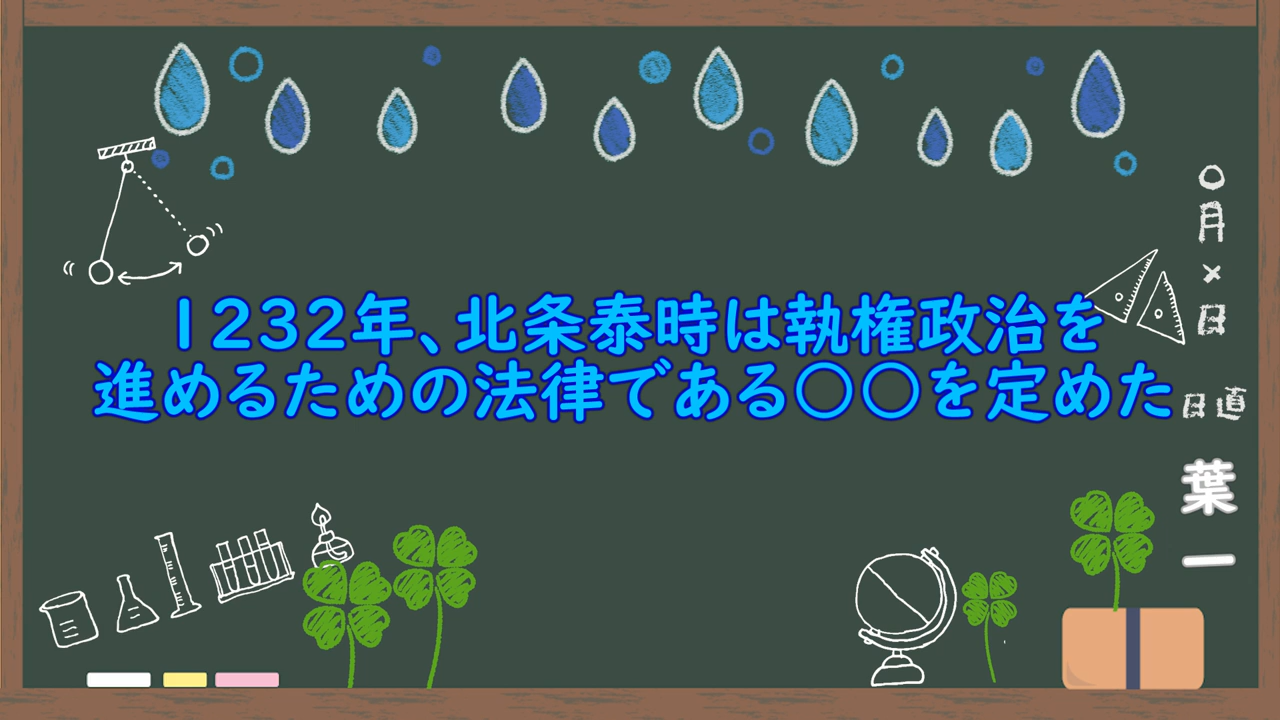 1232年、北条泰時は執権政治を
進めるための法律である〇〇を定めた
〇月×日
日直
葉一